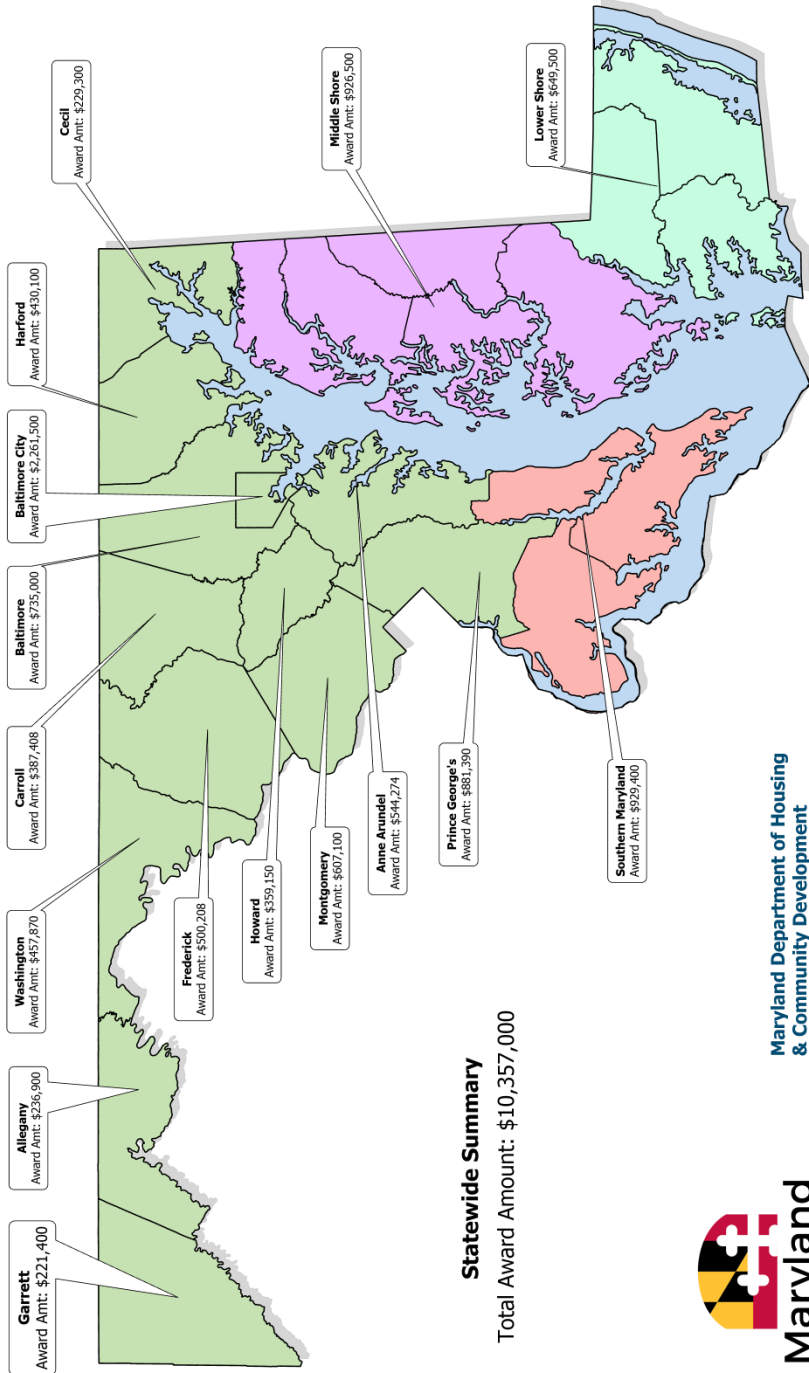 Garrett
Award Amt: $221,400
Allegany
Award Amt: $236,900
Washington
Award Amt: $457,870
Carroll
Award Amt: $387,408
Baltimore
Award Amt: $735,000
Baltimore City
Award Amt: $2,261,500
Harford
Award Amt: $430,100
Cecil
Award Amt: $229,300
Frederick
Award Amt: $500,208
Howard
Award Amt: $359,150
Montgomery
Award Amt: $607,100
Anne Arundel
Award Amt: $544,274
Prince George's
Award Amt: $881,390
Southern Maryland
Award Amt: $929,400
Middle Shore
Award Amt: $926,500
Lower Shore
Award Amt: $649,500
Statewide Summary
Total Award Amount: $10,357,000
Maryland
Maryland Department of Housing
& Community Development